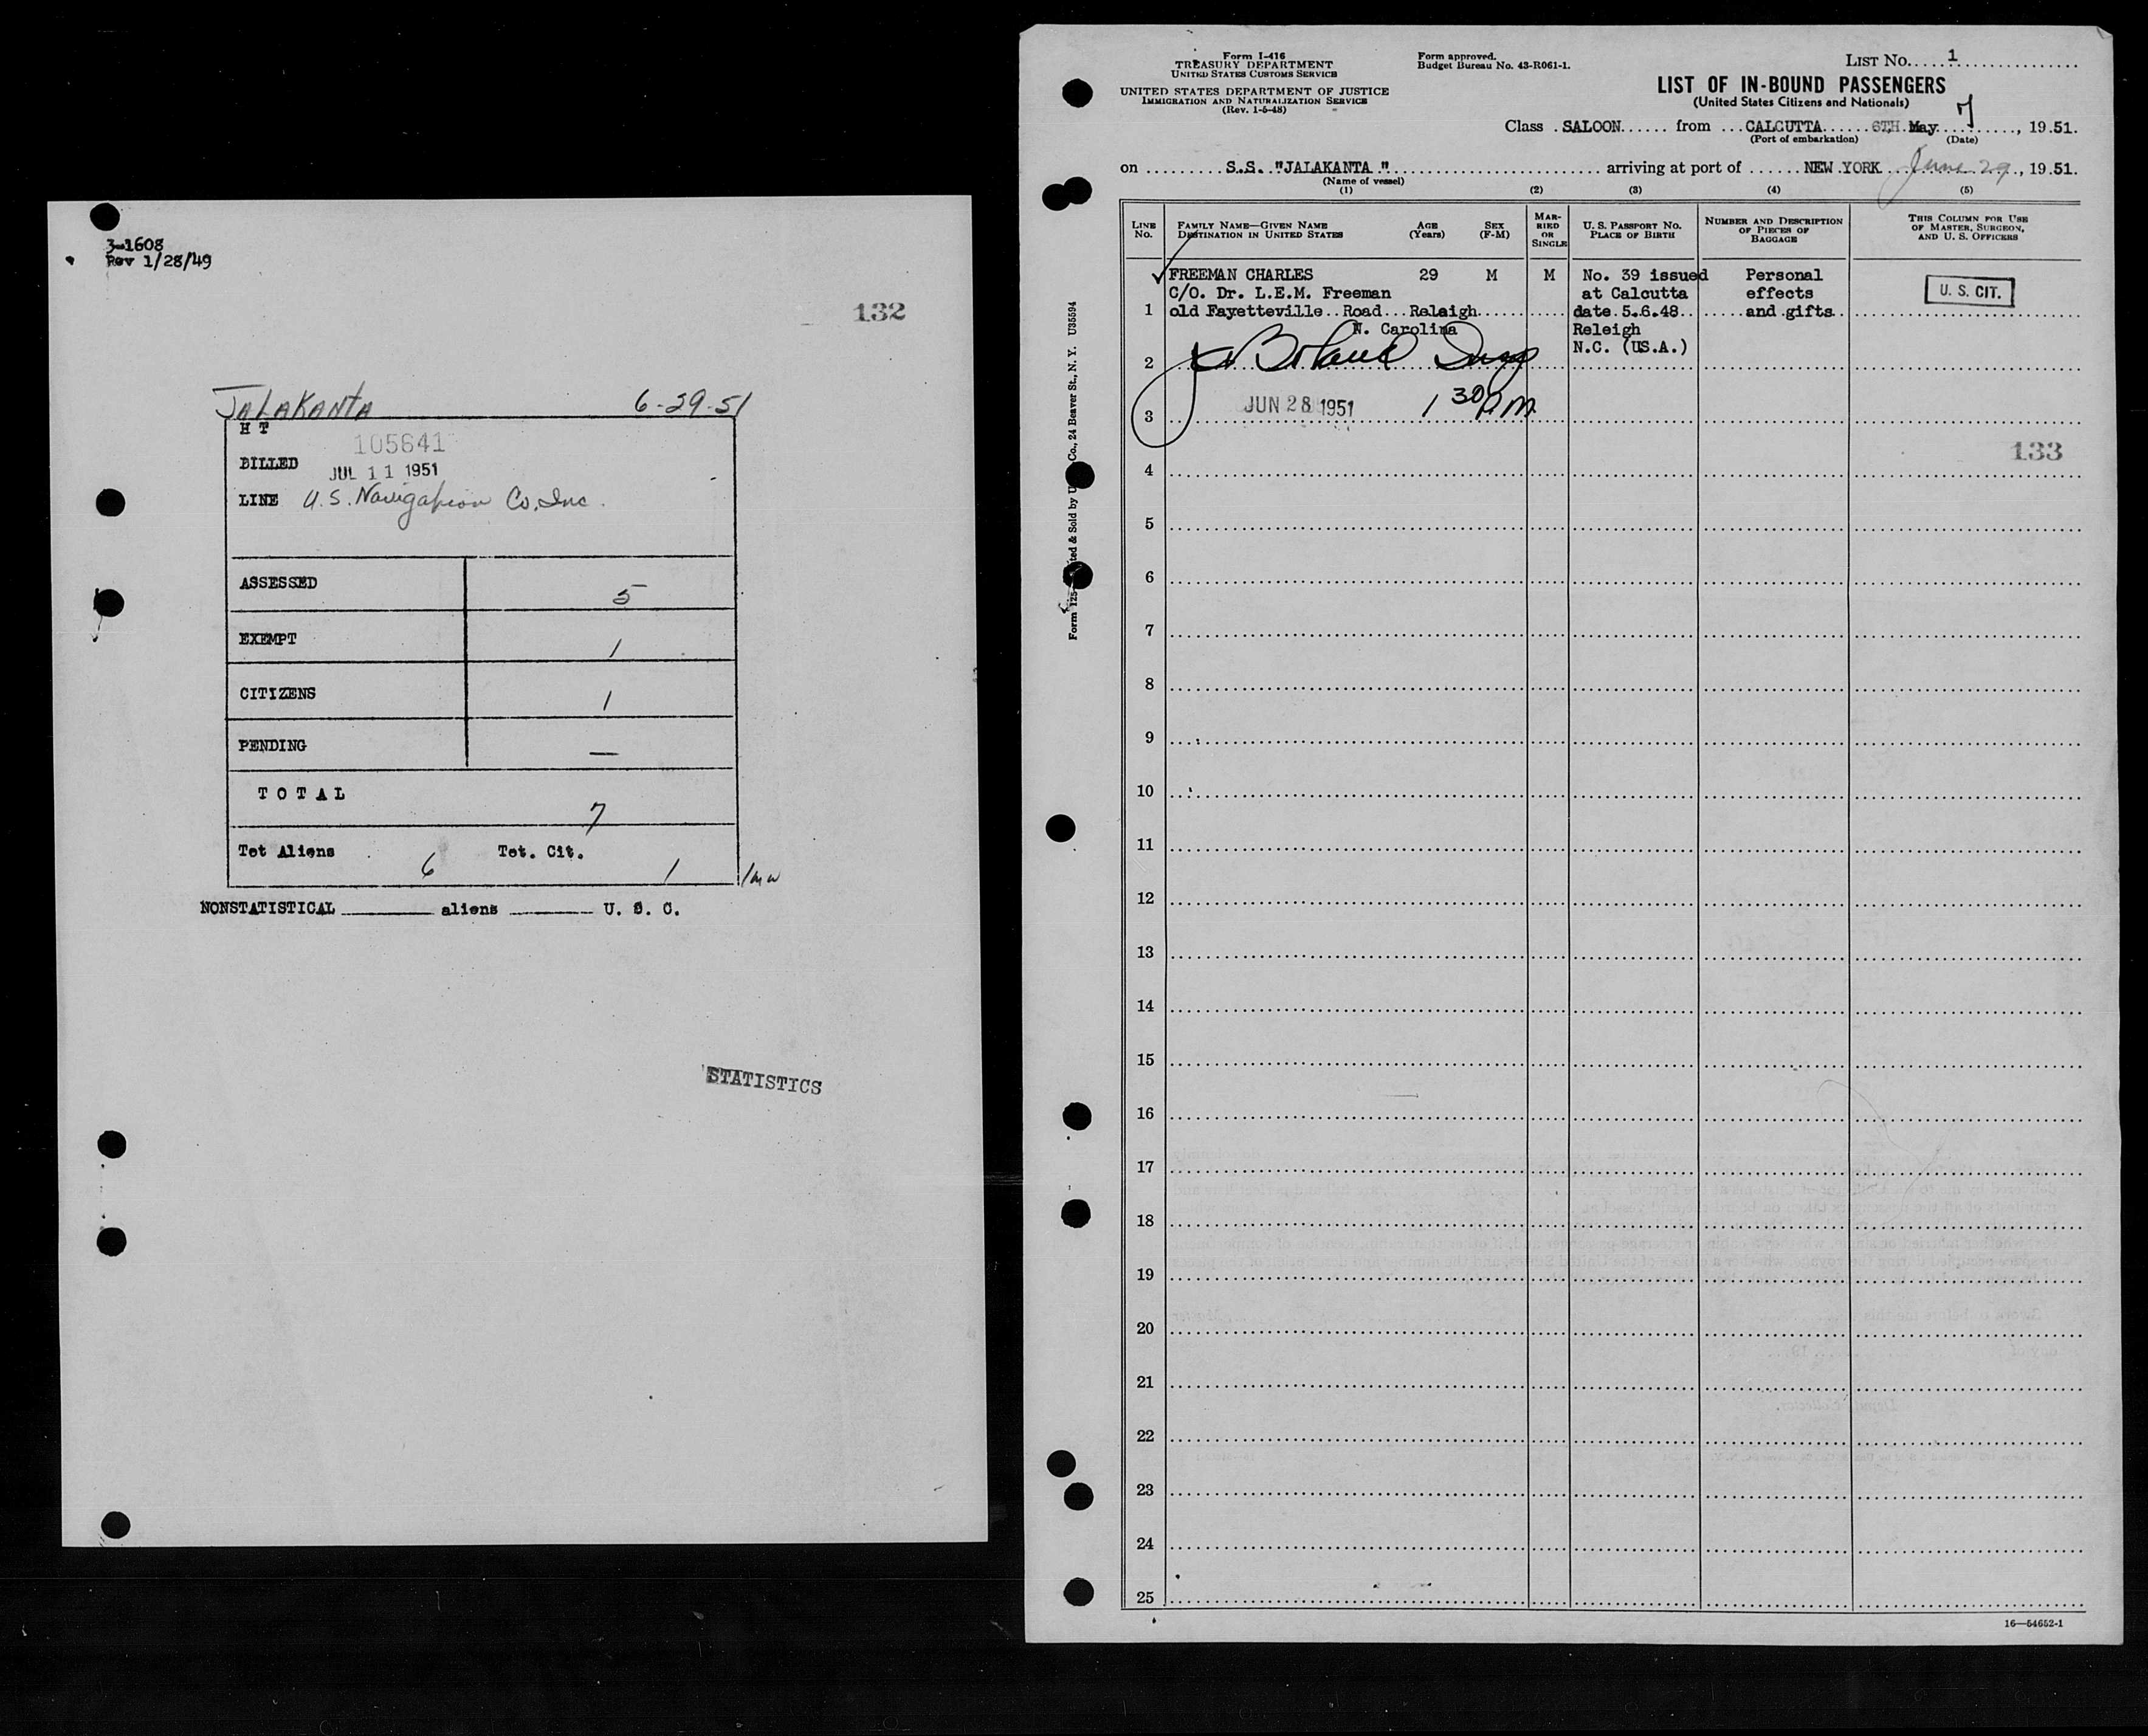 3-1608
Rev 1/28/49
132
JALAKANTA 6-29-51
H T
105641
BILLED JUL 11 1951
LINE U.S. Navigation Co, Inc.
ASSESSED 5
EXEMPT 1
CITIZENS 1
PENDING —
T O T A L 7
Tot Aliens 6 Tot. Cit. 1
NONSTATISTICAL aliens U. S. C.
STATISTICS
Form I-416
TREASURY DEPARTMENT
UNITED STATES CUSTOMS SERVICE
UNITED STATES DEPARTMENT OF JUSTICE
IMMIGRATION AND NATURALIZATION SERVICE
(Rev. 1-5-48)
Form approved.
Budget Bureau No. 43-R061-1.
LIST No. 1
LIST OF IN-BOUND PASSENGERS
(United States Citizens and Nationals)
Class SALOON from CALCUTTA 6TH May, 1951.
(Port of embarkation) (Date)
on S.S. "JALAKANTA" arriving at port of NEW YORK June 29, 1951.
(Name of vessel)
(1) (2) (3) (4) (5)
LINE NO.
FAMILY NAME—GIVEN NAME
DESTINATION IN UNITED STATES
AGE (Years)
SEX (F-M)
MARRIED OR SINGLE
U. S. PASSPORT NO.
PLACE OF BIRTH
NUMBER AND DESCRIPTION OF PIECES OF BAGGAGE
THIS COLUMN FOR USE OF MASTER, SURGEON, AND U. S. OFFICERS
FREEMAN CHARLES 29 M M No. 39 issued Personal U. S. CIT.
C/O. Dr. L.E.M. Freeman at Calcutta effects
1 old Fayetteville Road Raleigh date 5.6.48 and gifts
N. Carolina Releigh
2 N.C. (US.A.)
3 JUN 28 1951 1 30 P.M.
133
4
5
6
7
8
9
10
11
12
13
14
15
16
17
18
19
20
21
22
23
24
25
16—54652-1